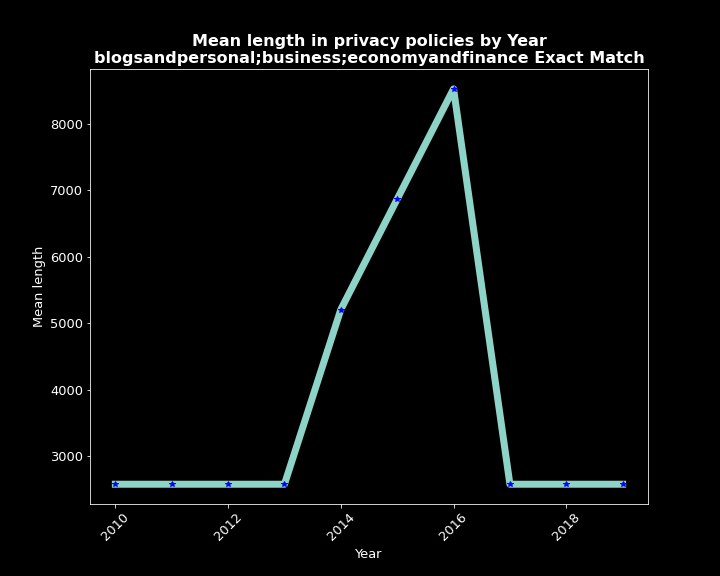 Mean length in privacy policies by Year
blogsandpersonal;business;economyandfinance Exact Match
8000
7000
6000
5000
4000
3000
Mean length
2010
2012
2014
2016
2018
Year